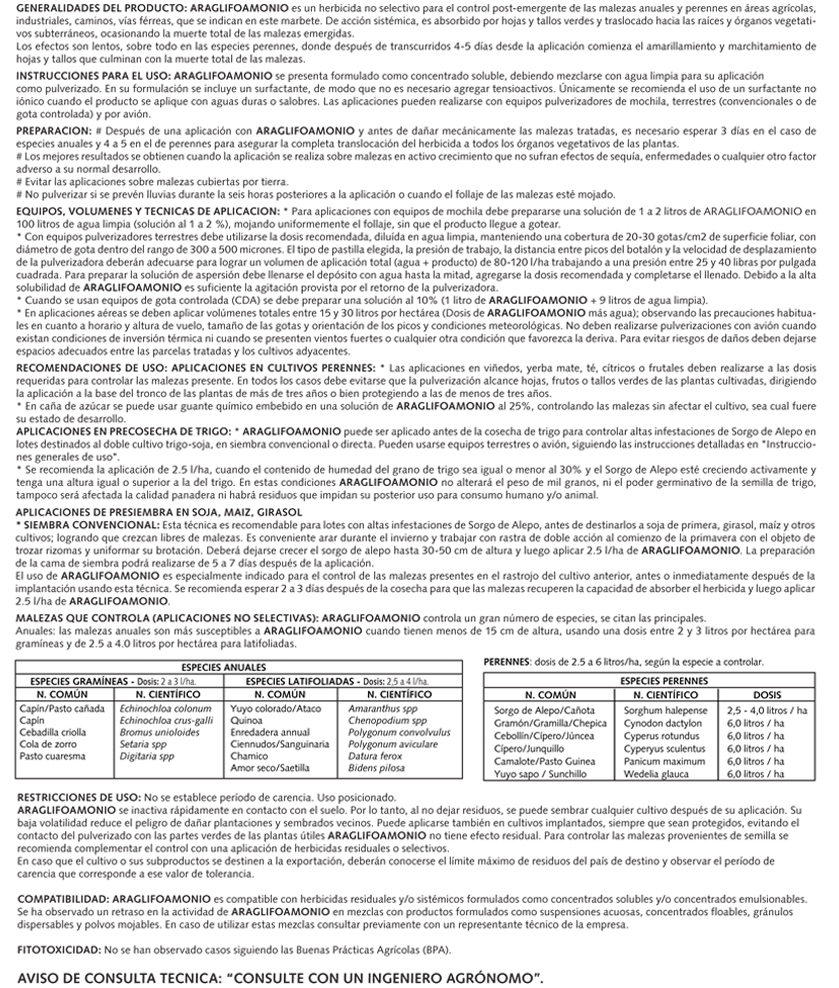 GENERALIDADES DEL PRODUCTO: ARAGLIFOAMONIO es un herbicida no selectivo para el control post-emergente de las malezas anuales y perennes en áreas agrícolas,
industriales, caminos, vías férreas, que se indican en este marbete. De acción sistémica, es absorbido por hojas y tallos verdes y traslocado hacia las raíces y órganos vegetati-
vos subterráneos, ocasionando la muerte total de las malezas emergidas.
Los efectos son lentos, sobre todo en las especies perennes, donde después de transcurridos 4-5 días desde la aplicación comienza el amarillamiento y marchitamiento de
hojas y tallos que culminan con la muerte total de las malezas.
INSTRUCCIONES PARA EL USO: ARAGLIFOAMONIO se presenta formulado como concentrado soluble, debiendo mezclarse con agua limpia para su aplicación
como pulverizado. En su formulación se incluye un surfactante, de modo que no es necesario agregar tensioactivos. Únicamente se recomienda el uso de un surfactante no
iónico cuando el producto se aplique con aguas duras o salobres. Las aplicaciones pueden realizarse con equipos pulverizadores de mochila, terrestres (convencionales o de
gota controlada) y por avión.
PREPARACION: # Después de una aplicación con ARAGLIFOAMONIO y antes de dañar mecánicamente las malezas tratadas, es necesario esperar 3 días en el caso de
especies anuales y 4 a 5 en el de perennes para asegurar la completa translocación del herbicida a todos los órganos vegetativos de las plantas.
# Los mejores resultados se obtienen cuando la aplicación se realiza sobre malezas en activo crecimiento que no sufran efectos de sequía, enfermedades o cualquier otro factor
adverso a su normal desarrollo.
# Evitar las aplicaciones sobre malezas cubiertas por tierra.
# No pulverizar si se prevén lluvias durante la seis horas posteriores a la aplicación o cuando el follaje de las malezas esté mojado.
EQUIPOS, VOLUMENES Y TECNICAS DE APLICACION: * Para aplicaciones con equipos de mochila debe prepararse una solución de 1 a 2 litros de ARAGLIFOAMONIO en
100 litros de agua limpia (solución al 1 a 2 %), mojando uniformemente el follaje, sin que el producto llegue a gotear.
* Con equipos pulverizadores terrestres debe utilizarse la dosis recomendada, diluída en agua limpia, manteniendo una cobertura de 20-30 gotas/cm2 de superficie foliar, con
diámetro de gota dentro del rango de 300 a 500 micrones. El tipo de pastilla elegida, la presión de trabajo, la distancia entre picos del botalón y la velocidad de desplazamiento
de la pulverizadora deberán adecuarse para lograr un volumen de aplicación total (agua + producto) de 80-120 l/ha trabajando a una presión entre 25 y 40 libras por pulgada
cuadrada. Para preparar la solución de aspersión debe llenarse el depósito con agua hasta la mitad, agregarse la dosis recomendada y completarse el llenado. Debido a la alta
solubilidad de ARAGLIFOAMONIO es suficiente la agitación provista por el retorno de la pulverizadora.
* Cuando se usan equipos de gota controlada (CDA) se debe preparar una solución al 10% (1 litro de ARAGLIFOAMONIO + 9 litros de agua limpia).
* En aplicaciones aéreas se deben aplicar volúmenes totales entre 15 y 30 litros por hectárea (Dosis de ARAGLIFOAMONIO más agua); observando las precauciones habitua-
les en cuanto a horario y altura de vuelo, tamaño de las gotas y orientación de los picos y condiciones meteorológicas. No deben realizarse pulverizaciones con avión cuando
existan condiciones de inversión térmica ni cuando se presenten vientos fuertes o cualquier otra condición que favorezca la deriva. Para evitar riesgos de daños deben dejarse
espacios adecuados entre las parcelas tratadas y los cultivos adyacentes.
RECOMENDACIONES DE USO: APLICACIONES EN CULTIVOS PERENNES: * Las aplicaciones en viñedos, yerba mate, té, cítricos o frutales deben realizarse a las dosis
requeridas para controlar las malezas presente. En todos los casos debe evitarse que la pulverización alcance hojas, frutos o tallos verdes de las plantas cultivadas, dirigiendo
la aplicación a la base del tronco de las plantas de más de tres años o bien protegiendo a las de menos de tres años.
* En caña de azúcar se puede usar guante químico embebido en una solución de ARAGLIFOAMONIO al 25%, controlando las malezas sin afectar el cultivo, sea cual fuere
su estado de desarrollo.
APLICACIONES EN PRECOSECHA DE TRIGO: * ARAGLIFOAMONIO puede ser aplicado antes de la cosecha de trigo para controlar altas infestaciones de Sorgo de Alepo en
lotes destinados al doble cultivo trigo-soja, en siembra convencional o directa. Pueden usarse equipos terrestres o avión, siguiendo las instrucciones detalladas en "Instruccio-
nes generales de uso".
* Se recomienda la aplicación de 2.5 l/ha, cuando el contenido de humedad del grano de trigo sea igual o menor al 30% y el Sorgo de Alepo esté creciendo activamente y
tenga una altura igual o superior a la del trigo. En estas condiciones ARAGLIFOAMONIO no alterará el peso de mil granos, ni el poder germinativo de la semilla de trigo,
tampoco será afectada la calidad panadera ni habrá residuos que impidan su posterior uso para consumo humano y/o animal.
APLICACIONES DE PRESIEMBRA EN SOJA, MAIZ, GIRASOL
* SIEMBRA CONVENCIONAL: Esta técnica es recomendable para lotes con altas infestaciones de Sorgo de Alepo, antes de destinarlos a soja de primera, girasol, maíz y otros
cultivos; logrando que crezcan libres de malezas. Es conveniente arar durante el invierno y trabajar con rastra de doble acción al comienzo de la primavera con el objeto de
trozar rizomas y uniformar su brotación. Deberá dejarse crecer el sorgo de alepo hasta 30-50 cm de altura y luego aplicar 2.5 l/ha de ARAGLIFOAMONIO. La preparación
de la cama de siembra podrá realizarse de 5 a 7 días después de la aplicación.
El uso de ARAGLIFOAMONIO es especialmente indicado para el control de las malezas presentes en el rastrojo del cultivo anterior, antes o inmediatamente después de la
implantación usando esta técnica. Se recomienda esperar 2 a 3 días después de la cosecha para que las malezas recuperen la capacidad de absorber el herbicida y luego aplicar
2.5 l/ha de ARAGLIFOAMONIO.
MALEZAS QUE CONTROLA (APLICACIONES NO SELECTIVAS): ARAGLIFOAMONIO controla un gran número de especies, se citan las principales.
Anuales: las malezas anuales son más susceptibles a ARAGLIFOAMONIO cuando tienen menos de 15 cm de altura, usando una dosis entre 2 y 3 litros por hectárea para
gramíneas y de 2.5 a 4.0 litros por hectárea para latifoliadas.
ESPECIES ANUALES
ESPECIES GRAMÍNEAS - Dosis: 2 a 3 l/ha. ESPECIES LATIFOLIADAS - Dosis: 2,5 a 4 l/ha.
N. COMÚN N. CIENTÍFICO N. COMÚN N. CIENTÍFICO
Capín/Pasto cañada Echinochloa colonum Yuyo colorado/Ataco Amaranthus spp
Capín Echinochloa crus-galli Quinoa Chenopodium spp
Cebadilla criolla Bromus unioloides Enredadera annual Polygonum convolvulus
Cola de zorro Setaria spp Ciennudos/Sanguinaria Polygonum aviculare
Pasto cuaresma Digitaria spp Chamico Datura ferox
Amor seco/Saetilla Bidens pilosa
PERENNES: dosis de 2.5 a 6 litros/ha, según la especie a controlar.
ESPECIES PERENNES
N. COMÚN N. CIENTÍFICO DOSIS
Sorgo de Alepo/Cañota Sorghum halepense 2,5 - 4,0 litros / ha
Gramón/Gramilla/Chepica Cynodon dactylon 6,0 litros / ha
Cebollín/Cípero/Júncea Cyperus rotundus 6,0 litros / ha
Cípero/Junquillo Cyperyus sculentus 6,0 litros / ha
Camalote/Pasto Guinea Panicum maximum 6,0 litros / ha
Yuyo sapo / Sunchillo Wedelia glauca 6,0 litros / ha
RESTRICCIONES DE USO: No se establece período de carencia. Uso posicionado.
ARAGLIFOAMONIO se inactiva rápidamente en contacto con el suelo. Por lo tanto, al no dejar residuos, se puede sembrar cualquier cultivo después de su aplicación. Su
baja volatilidad reduce el peligro de dañar plantaciones y sembrados vecinos. Puede aplicarse también en cultivos implantados, siempre que sean protegidos, evitando el
contacto del pulverizado con las partes verdes de las plantas útiles ARAGLIFOAMONIO no tiene efecto residual. Para controlar las malezas provenientes de semilla se
recomienda complementar el control con una aplicación de herbicidas residuales o selectivos.
En caso que el cultivo o sus subproductos se destinen a la exportación, deberán conocerse el límite máximo de residuos del país de destino y observar el período de
carencia que corresponde a ese valor de tolerancia.
COMPATIBILIDAD: ARAGLIFOAMONIO es compatible con herbicidas residuales y/o sistémicos formulados como concentrados solubles y/o concentrados emulsionables.
Se ha observado un retraso en la actividad de ARAGLIFOAMONIO en mezclas con productos formulados como suspensiones acuosas, concentrados floables, gránulos
dispersables y polvos mojables. En caso de utilizar estas mezclas consultar previamente con un representante técnico de la empresa.
FITOTOXICIDAD: No se han observado casos siguiendo las Buenas Prácticas Agrícolas (BPA).
AVISO DE CONSULTA TECNICA: “CONSULTE CON UN INGENIERO AGRÓNOMO”.